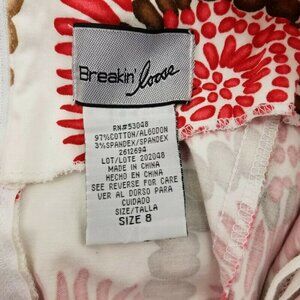 Breakin' loose
RN#53048
97%COTTON/ALGODON
3%SPANDEX/SPANDEX
2612694
LOT/LOTE 202048
MADE IN CHINA
HECHO EN CHINA
SEE REVERSE FOR CARE
VER AL DORSO PARA
CUIDADO
SIZE/TALLA
SIZE 8